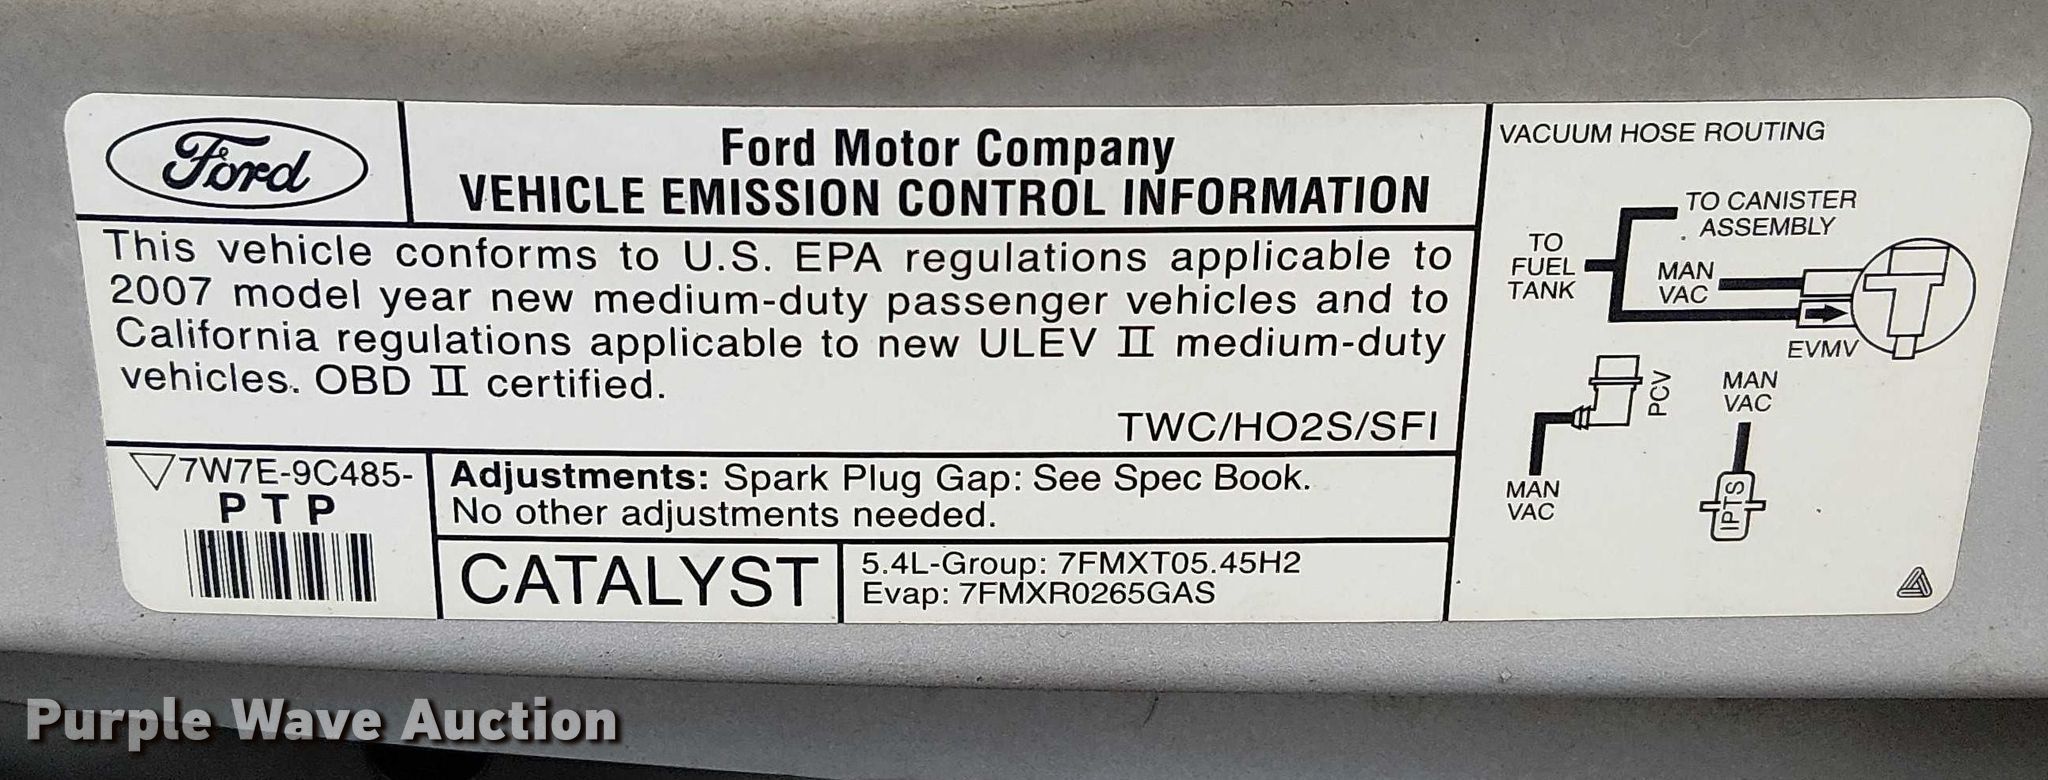 Ford
Ford Motor Company
VEHICLE EMISSION CONTROL INFORMATION
This vehicle conforms to U.S. EPA regulations applicable to
2007 model year new medium-duty passenger vehicles and to
California regulations applicable to new ULEV II medium-duty
vehicles. OBD II certified.
TWC/HO2S/SFI
7W7E-9C485-
PTP
Adjustments: Spark Plug Gap: See Spec Book.
No other adjustments needed.
CATALYST
5.4L-Group: 7FMXT05.45H2
Evap: 7FMXR0265GAS
VACUUM HOSE ROUTING
TO CANISTER
ASSEMBLY
TO
FUEL
TANK
MAN
VAC
EVMV
PCV
MAN
VAC
MAN
VAC
IPTS
Purple Wave Auction